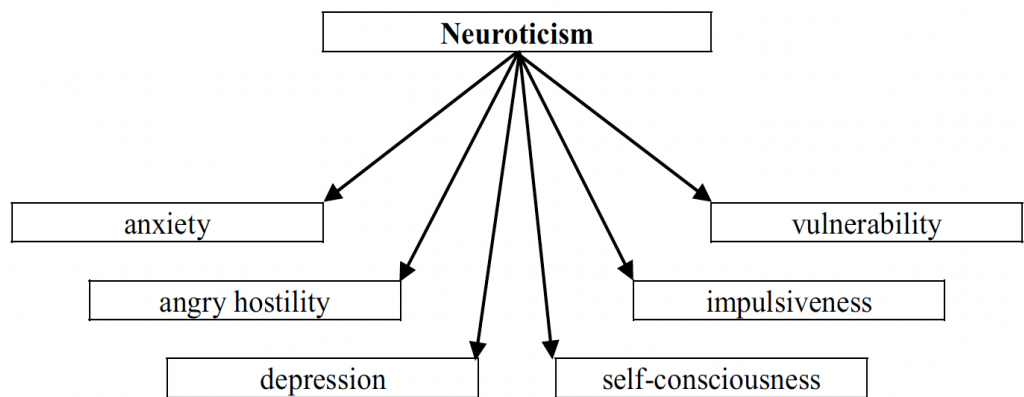 Neuroticism
anxiety
vulnerability
angry hostility
impulsiveness
depression
self-consciousness